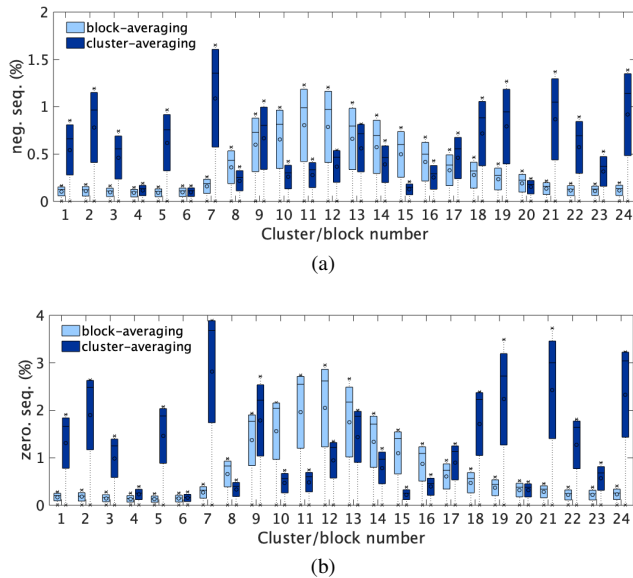 2
1.5
1
0.5
0
neg. seq. (%)
block-averaging
cluster-averaging
1 2 3 4 5 6 7 8 9 10 11 12 13 14 15 16 17 18 19 20 21 22 23 24
Cluster/block number
(a)
4
3
2
1
0
zero. seq. (%)
block-averaging
cluster-averaging
1 2 3 4 5 6 7 8 9 10 11 12 13 14 15 16 17 18 19 20 21 22 23 24
Cluster/block number
(b)